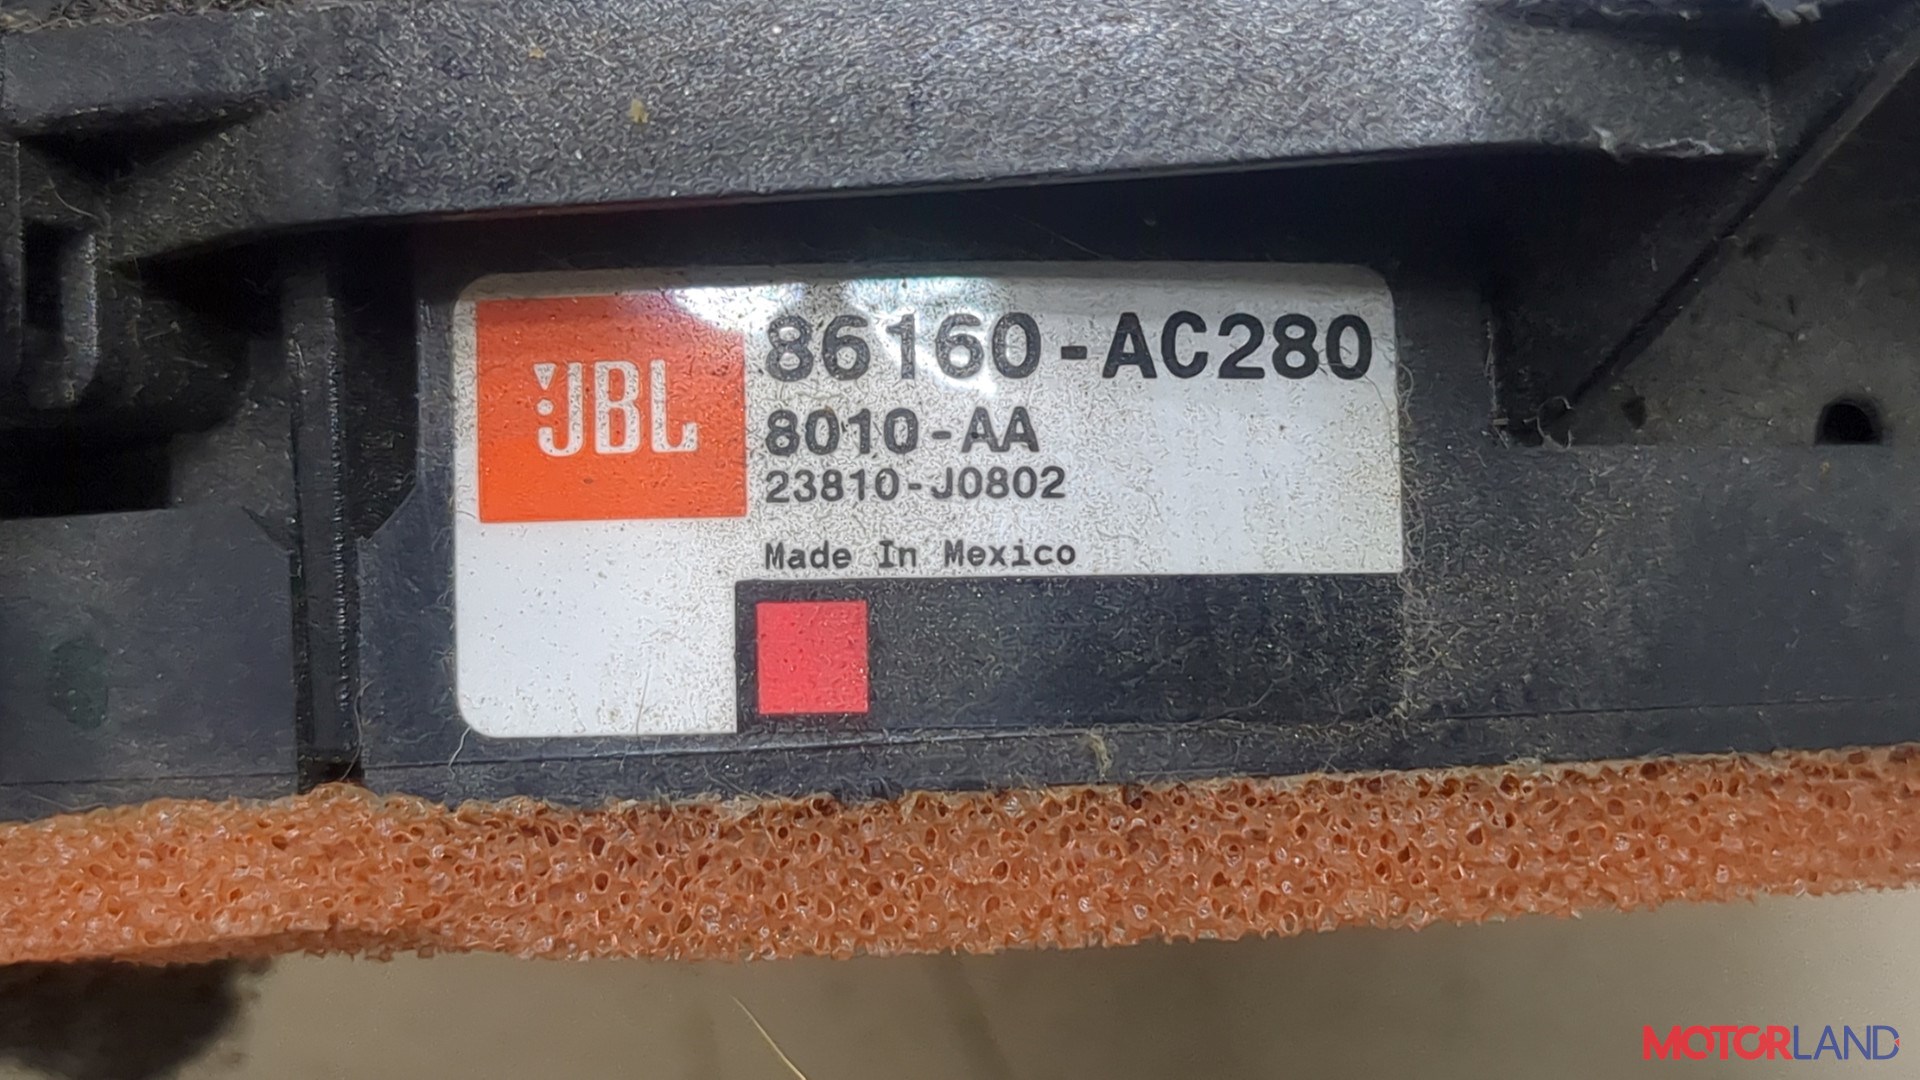 JBL
86160-AC280
8010-AA
23810-J0802
Made In Mexico
MOTORLAND